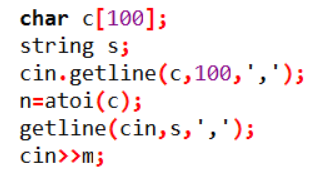 char c[100];
string s;
cin.getline(c,100,',');
n=atoi(c);
getline(cin,s,',');
cin>>m;